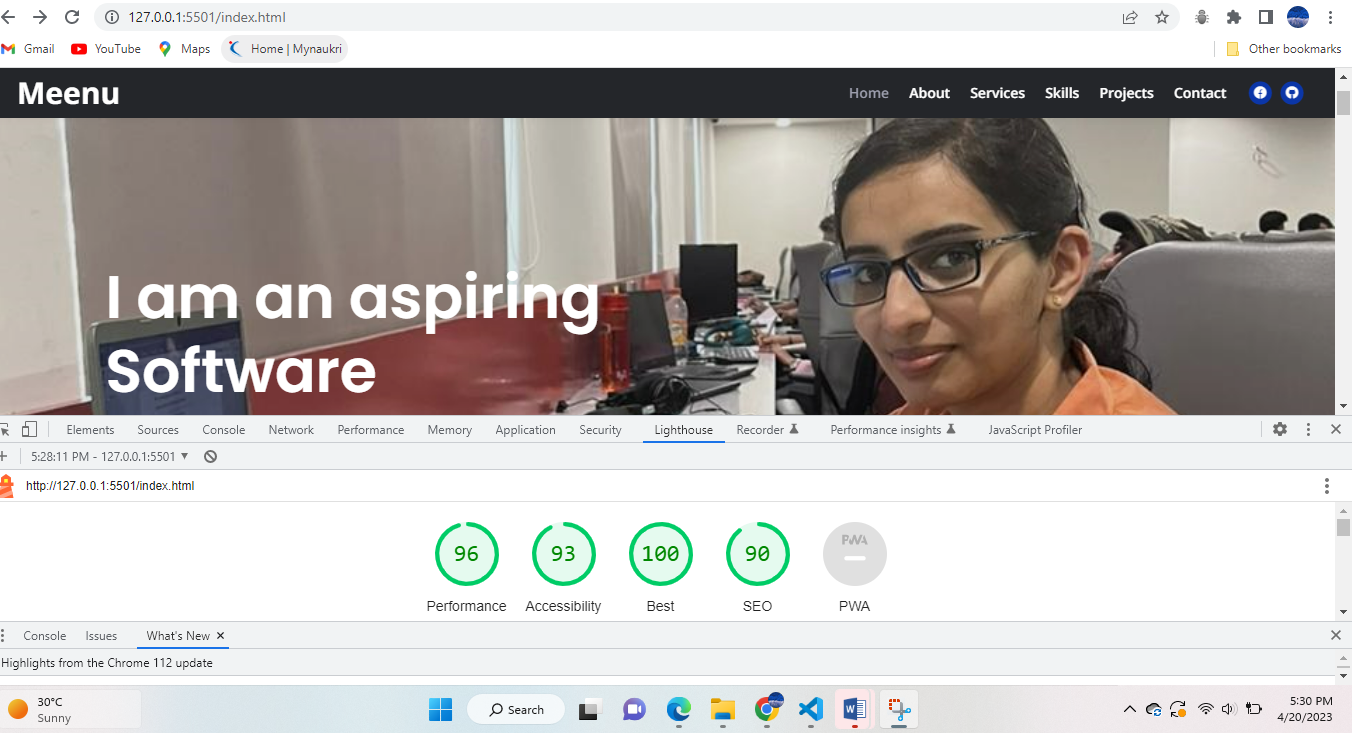 127.0.0.1:5501/index.html
Gmail YouTube Maps Home | Mynaukri Other bookmarks
Meenu Home About Services Skills Projects Contact
I am an aspiring
Software
Elements Sources Console Network Performance Memory Application Security Lighthouse Recorder Performance insights JavaScript Profiler
5:28:11 PM - 127.0.0.1:5501
http://127.0.0.1:5501/index.html
96 93 100 90 PWA
Performance Accessibility Best SEO PWA
Console Issues What's New
Highlights from the Chrome 112 update
30°C
Sunny
Search
5:30 PM
4/20/2023